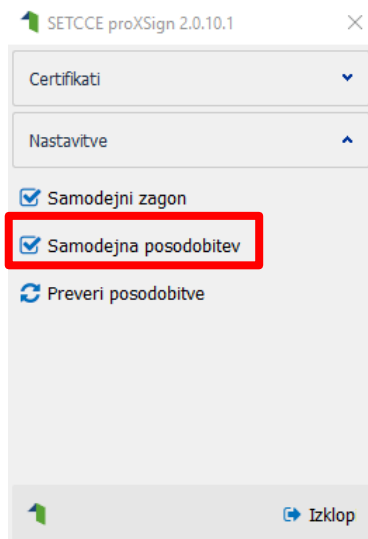 SETCCE proXSign 2.0.10.1
Certifikati
Nastavitve
Samodejni zagon
Samodejna posodobitev
Preveri posodobitve
Izklop